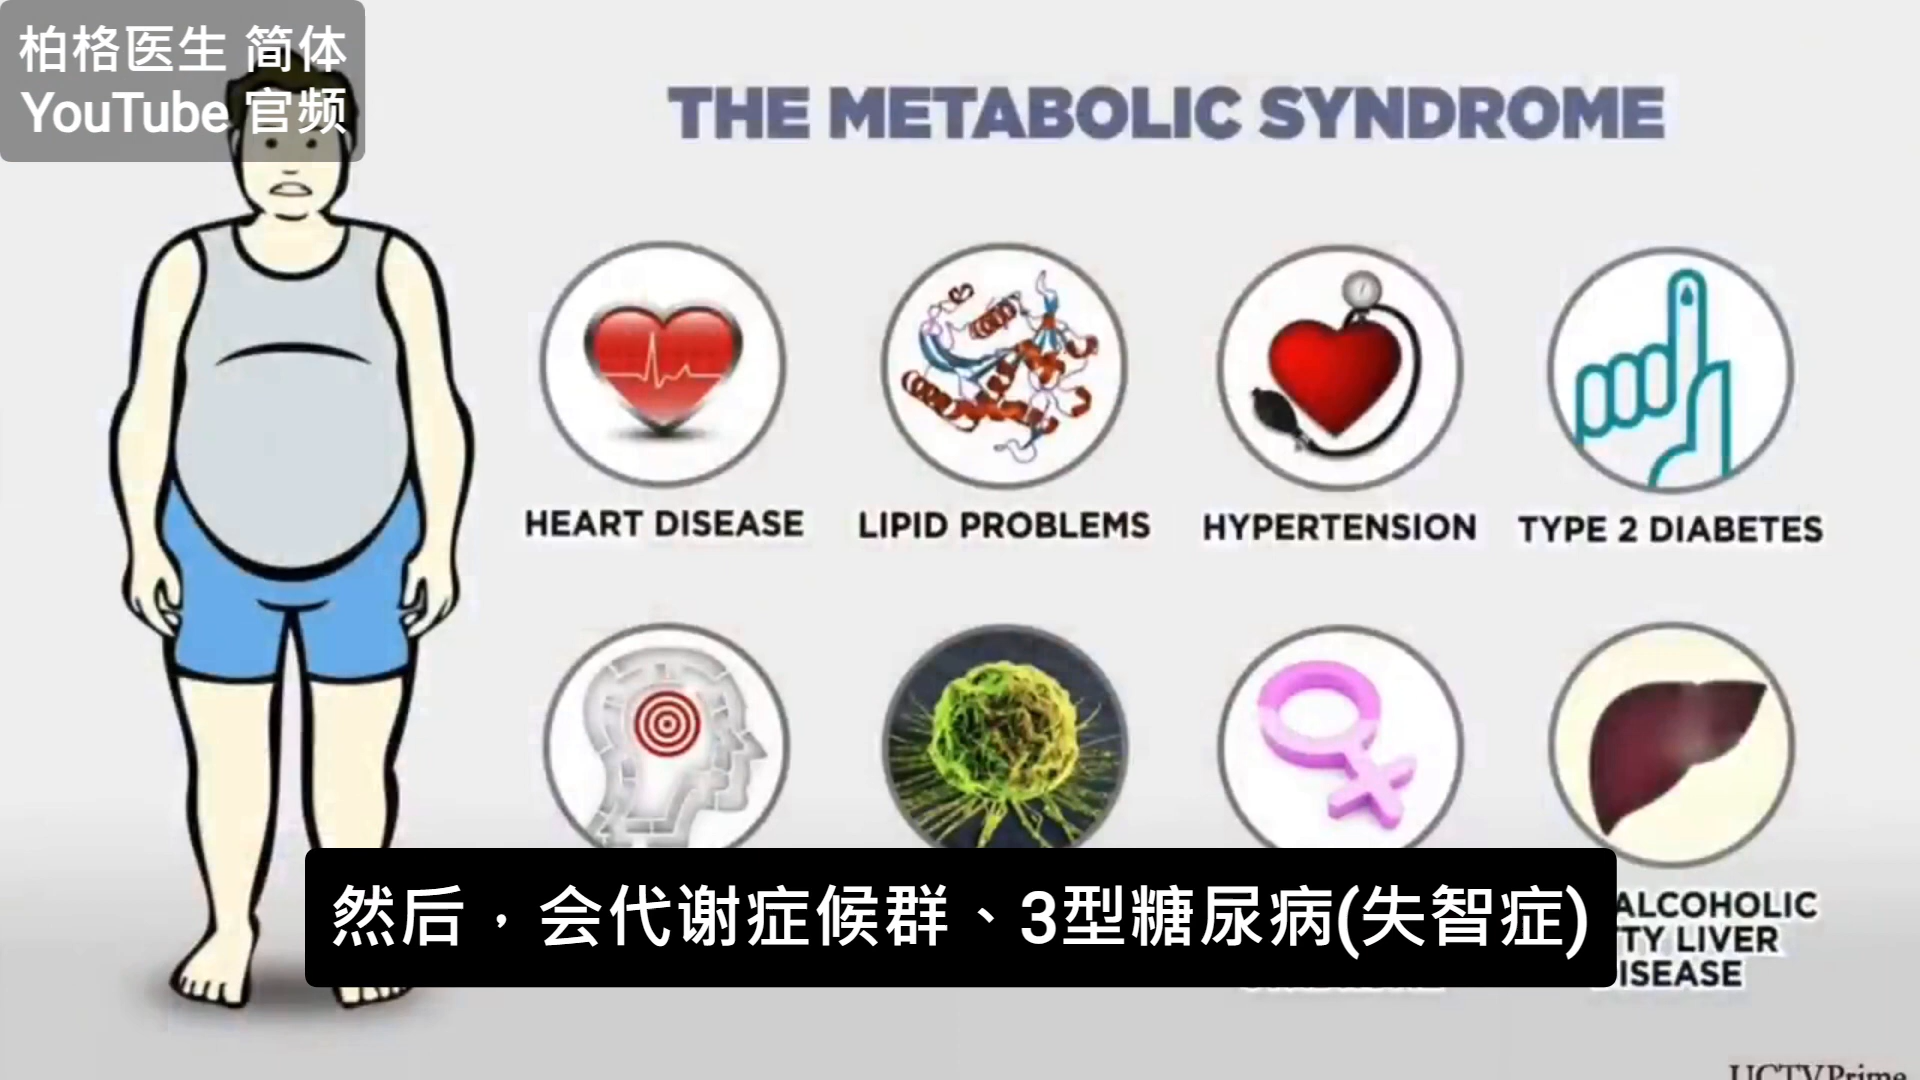 柏格医生 简体
YouTube 官频
THE METABOLIC SYNDROME
HEART DISEASE
LIPID PROBLEMS
HYPERTENSION
TYPE 2 DIABETES
然后，会代谢症候群、3型糖尿病(失智症)
ALCOHOLIC
TY LIVER
ISEASE
UCTV Prime